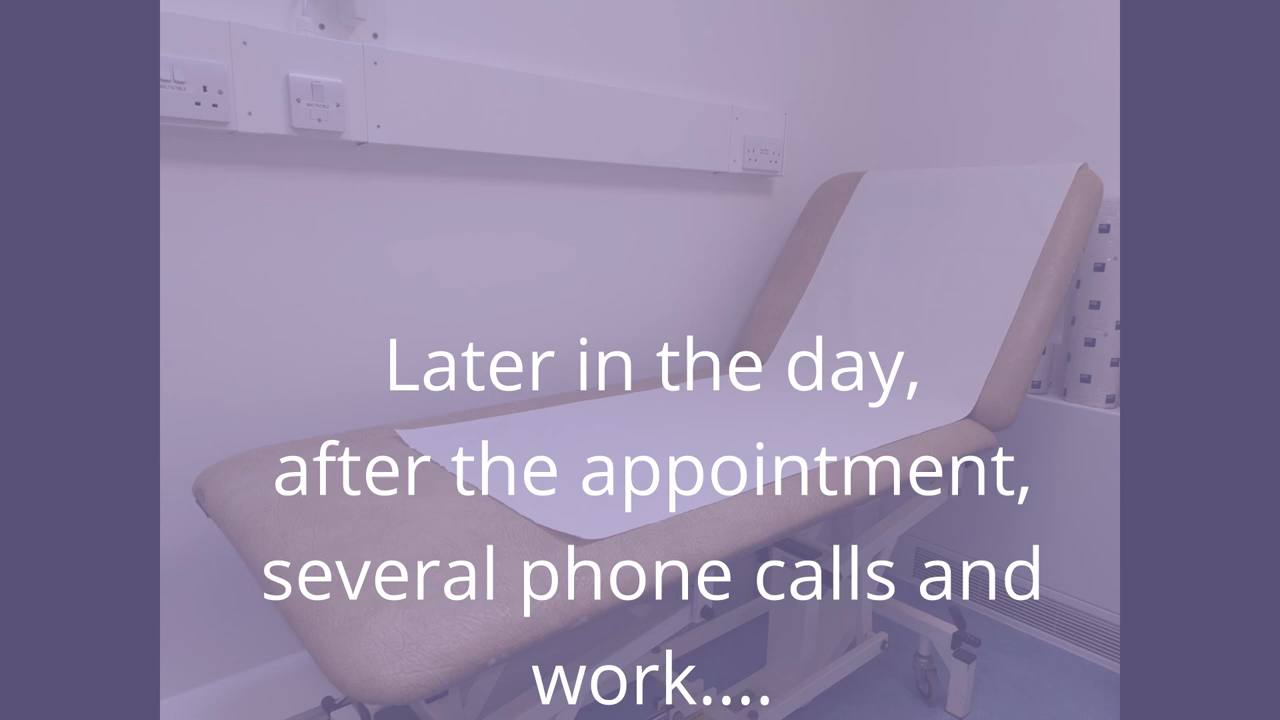 Later in the day,
after the appointment,
several phone calls and
work....